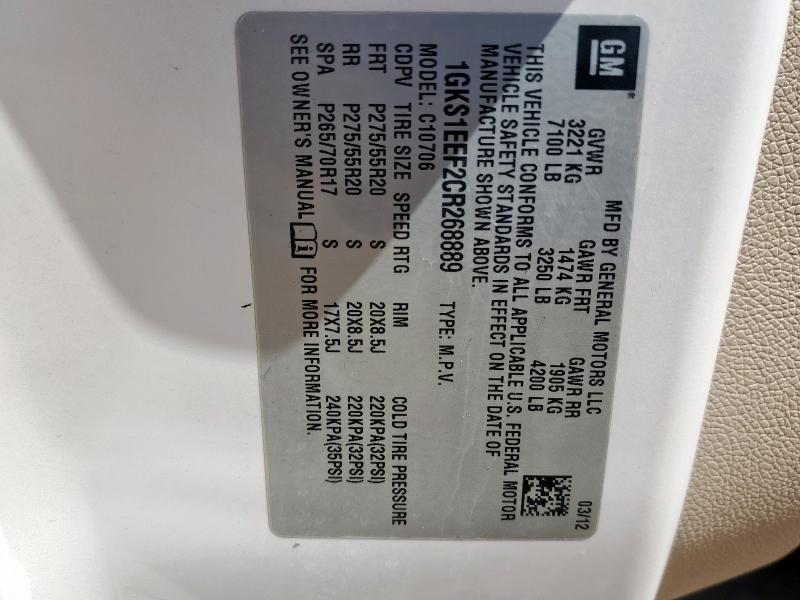 GM
MFD BY GENERAL MOTORS LLC 03/12
GVWR GAWR FRT GAWR RR
3221 KG 1474 KG 1905 KG
7100 LB 3250 LB 4200 LB
THIS VEHICLE CONFORMS TO ALL APPLICABLE U.S. FEDERAL MOTOR
VEHICLE SAFETY STANDARDS IN EFFECT ON THE DATE OF
MANUFACTURE SHOWN ABOVE.
1GKS1EEF2CR268889 TYPE: M.P.V.
MODEL: C10706
CDPV TIRE SIZE SPEED RTG RIM COLD TIRE PRESSURE
FRT P275/55R20 S 20X8.5J 220KPA(32PSI)
RR P275/55R20 S 20X8.5J 220KPA(32PSI)
SPA P265/70R17 S 17X7.5J 240KPA(35PSI)
SEE OWNER'S MANUAL i FOR MORE INFORMATION.